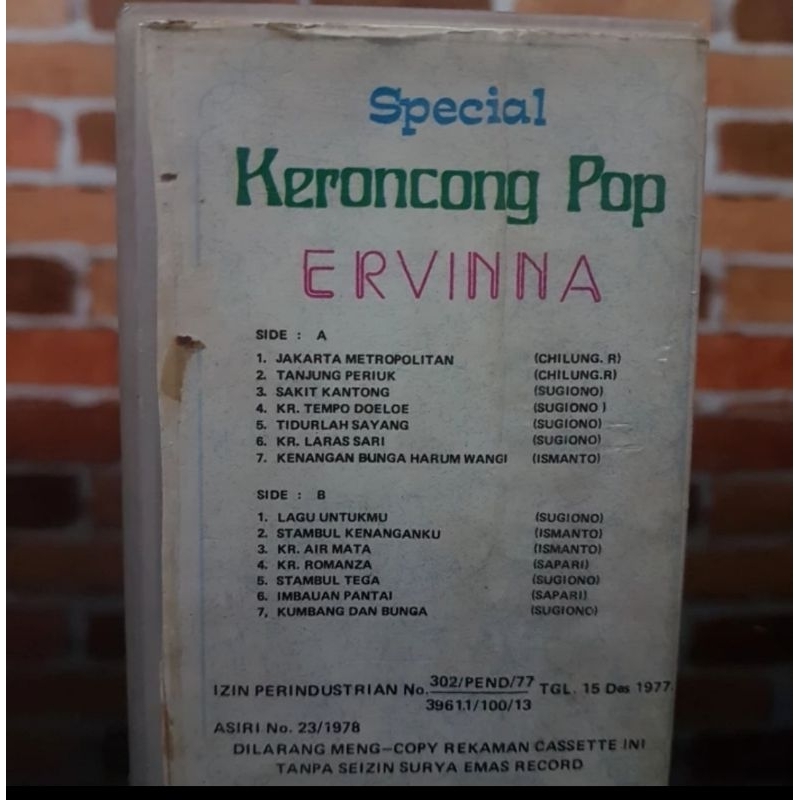 Special
Keroncong Pop
ERVINNA
SIDE : A
1. JAKARTA METROPOLITAN (CHILUNG. R)
2. TANJUNG PERIUK (CHILUNG.R)
3. SAKIT KANTONG (SUGIONO)
4. KR. TEMPO DOELOE (SUGIONO )
5. TIDURLAH SAYANG (SUGIONO)
6. KR. LARAS SARI (SUGIONO)
7. KENANGAN BUNGA HARUM WANGI (ISMANTO)
SIDE : B
1. LAGU UNTUKMU (SUGIONO)
2. STAMBUL KENANGANKU (ISMANTO)
3. KR. AIR MATA (ISMANTO)
4. KR. ROMANZA (SAPARI)
5. STAMBUL TEGA (SUGIONO)
6. IMBAUAN PANTAI (SAPARI)
7, KUMBANG DAN BUNGA (SUGIONO)
IZIN PERINDUSTRIAN No. 302/PEND/77 TGL. 15 Des 1977
3961.1/100/13
ASIRI No. 23/1978
DILARANG MENG-COPY REKAMAN CASSETTE INI
TANPA SEIZIN SURYA EMAS RECORD